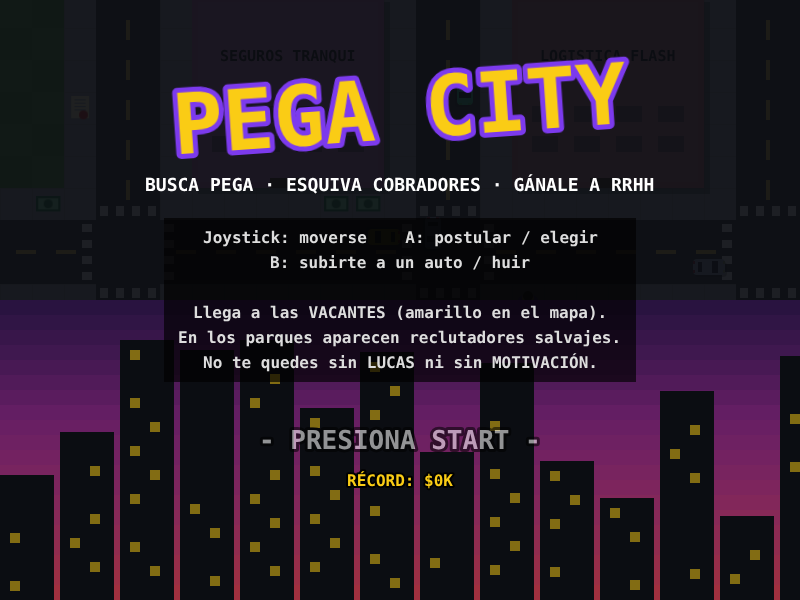 SEGUROS TRANQUI
LOGISTICA FLASH
PEGA CITY
BUSCA PEGA · ESQUIVA COBRADORES · GÁNALE A RRHH
Joystick: moverse A: postular / elegir
B: subirte a un auto / huir
Llega a las VACANTES (amarillo en el mapa).
En los parques aparecen reclutadores salvajes.
No te quedes sin LUCAS ni sin MOTIVACIÓN.
- PRESIONA START -
RÉCORD: $0K